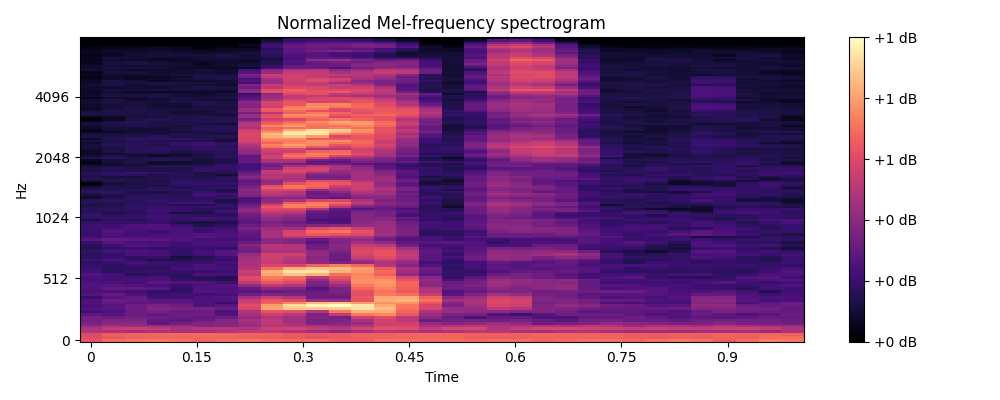 Normalized Mel-frequency spectrogram
Hz
4096
2048
1024
512
0
0 0.15 0.3 0.45 0.6 0.75 0.9
Time
+1 dB
+1 dB
+1 dB
+0 dB
+0 dB
+0 dB